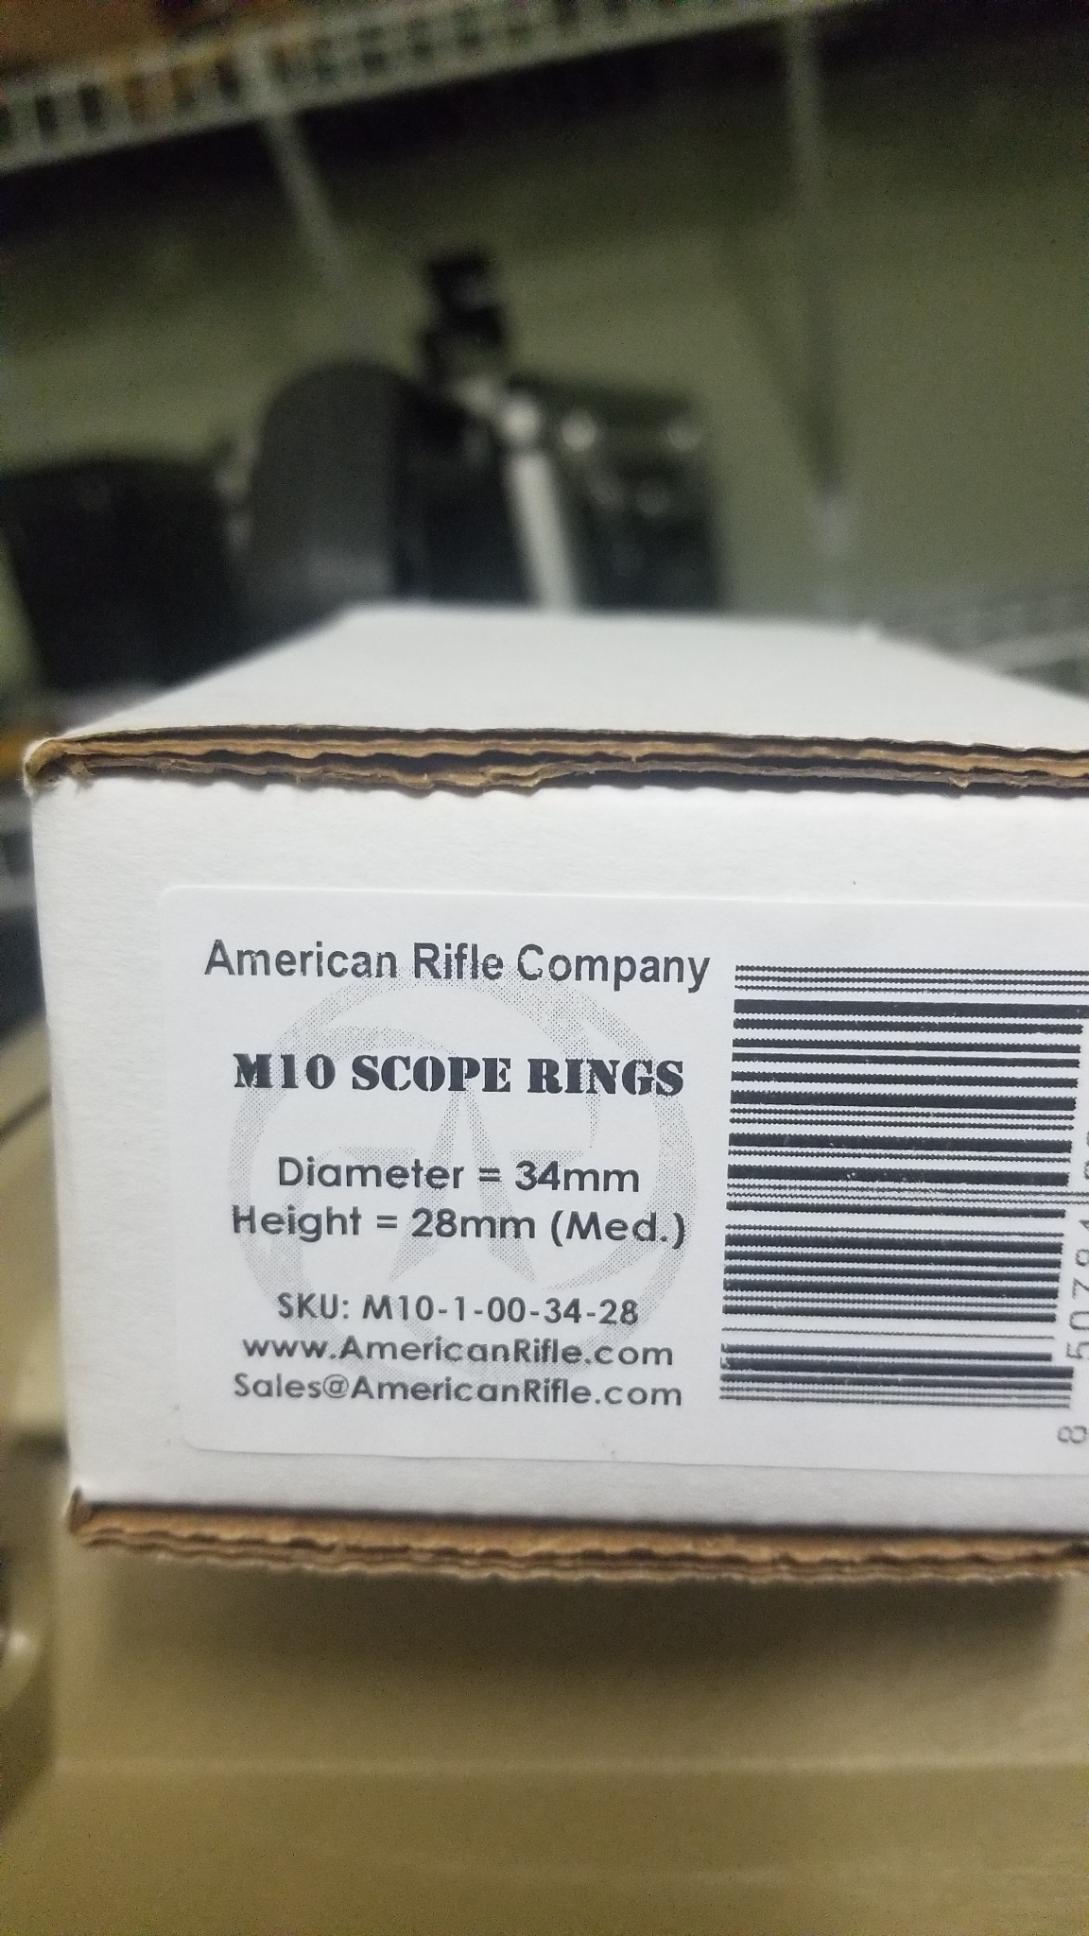 American Rifle Company
M10 SCOPE RINGS
Diameter = 34mm
Height = 28mm (Med.)
SKU: M10-1-00-34-28
www.AmericanRifle.com
Sales@AmericanRifle.com